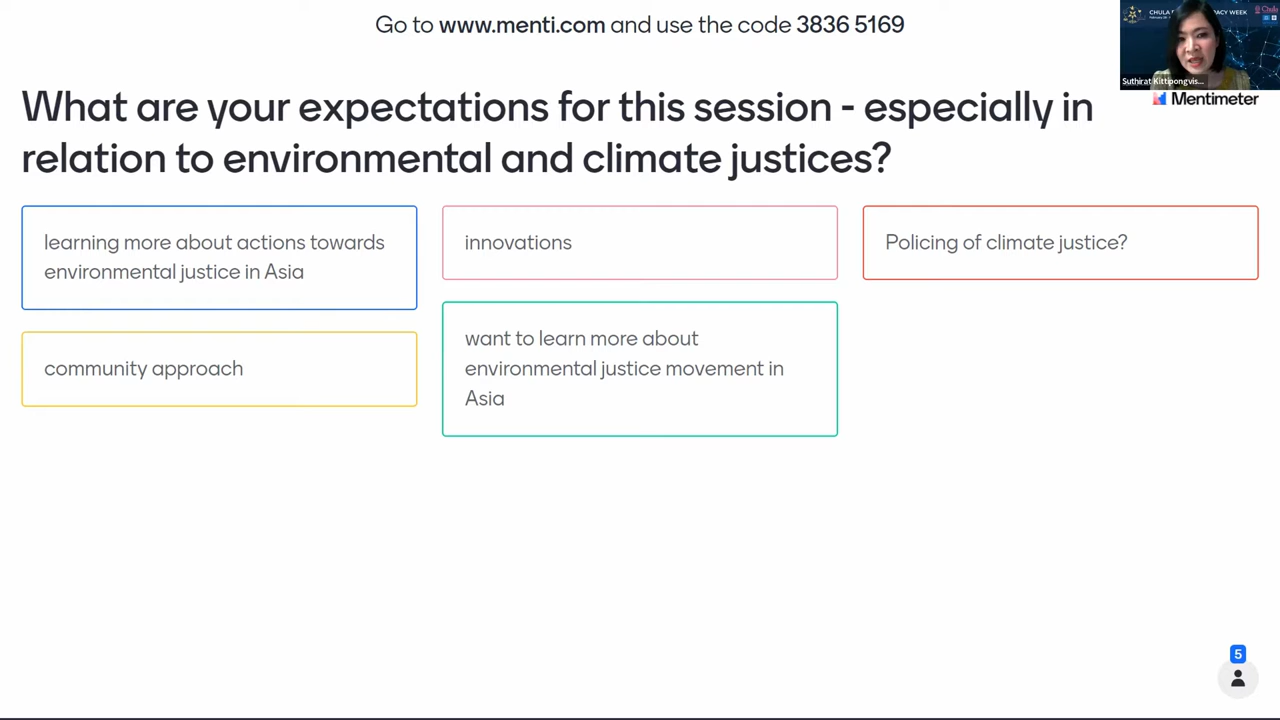 Go to www.menti.com and use the code 3836 5169
What are your expectations for this session - especially in
relation to environmental and climate justices?
Suthirat Kittipongvis...
Mentimeter
learning more about actions towards
environmental justice in Asia
community approach
innovations
want to learn more about
environmental justice movement in
Asia
Policing of climate justice?
5